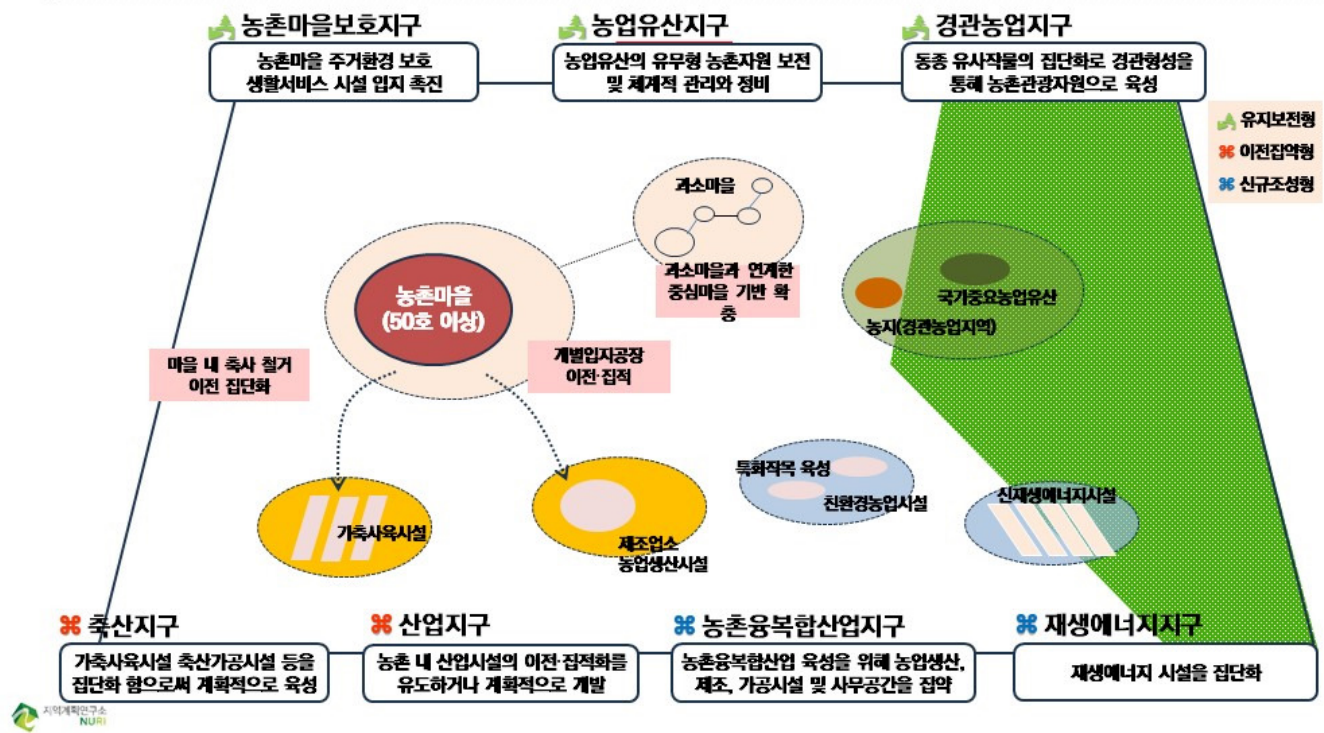 농촌마을보호지구
농촌마을 주거환경 보호
생활서비스 시설 입지 촉진
농업유산지구
농업유산의 유무형 농촌자원 보전
및 체계적 관리와 정비
경관농업지구
동종 유사작물의 집단화로 경관형성을
통해 농촌관광자원으로 육성
유지보전형
이전집약형
신규조성형
과소마을
과소마을과 연계한
중심마을 기반 확
충
농촌마을
(50호 이상)
국가중요농업유산
농지(경관농업지역)
마을 내 축사 철거
이전 집단화
개별입지공장
이전·집적
가축사육시설
제조업소
농업생산시설
특화작목 육성
친환경농업시설
신재생에너지시설
축산지구
가축사육시설 축산가공시설 등을
집단화 함으로써 계획적으로 육성
산업지구
농촌 내 산업시설의 이전·집적화를
유도하거나 계획적으로 개발
농촌융복합산업지구
농촌융복합산업 육성을 위해 농업생산,
제조, 가공시설 및 사무공간을 집약
재생에너지지구
재생에너지 시설을 집단화
지역계획연구소
NURI